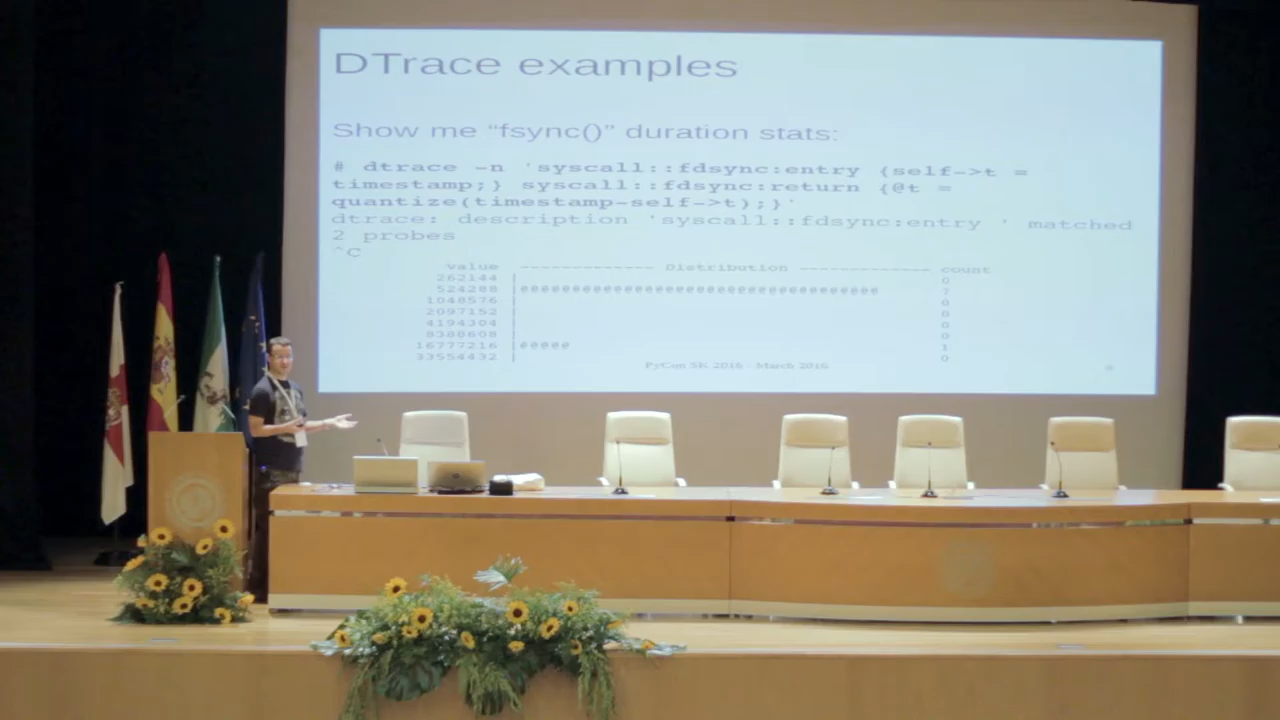 DTrace examples
Show me “fsync()” duration stats:
# dtrace -n 'syscall::fdsync:entry {self->t =
timestamp;} syscall::fdsync:return {@t =
quantize(timestamp-self->t);}'
dtrace: description 'syscall::fdsync:entry ' matched
2 probes
^C
value ------------- Distribution ------------- count
262144 | 0
524288 |@@@@@@@@@@@@@@@@@@@@@@@@@@@@@@@@@@@ 7
1048576 | 0
2097152 | 0
4194304 | 0
8388608 | 0
16777216 |@@@@@ 1
33554432 | 0
PyCon SK 2016 - March 2016